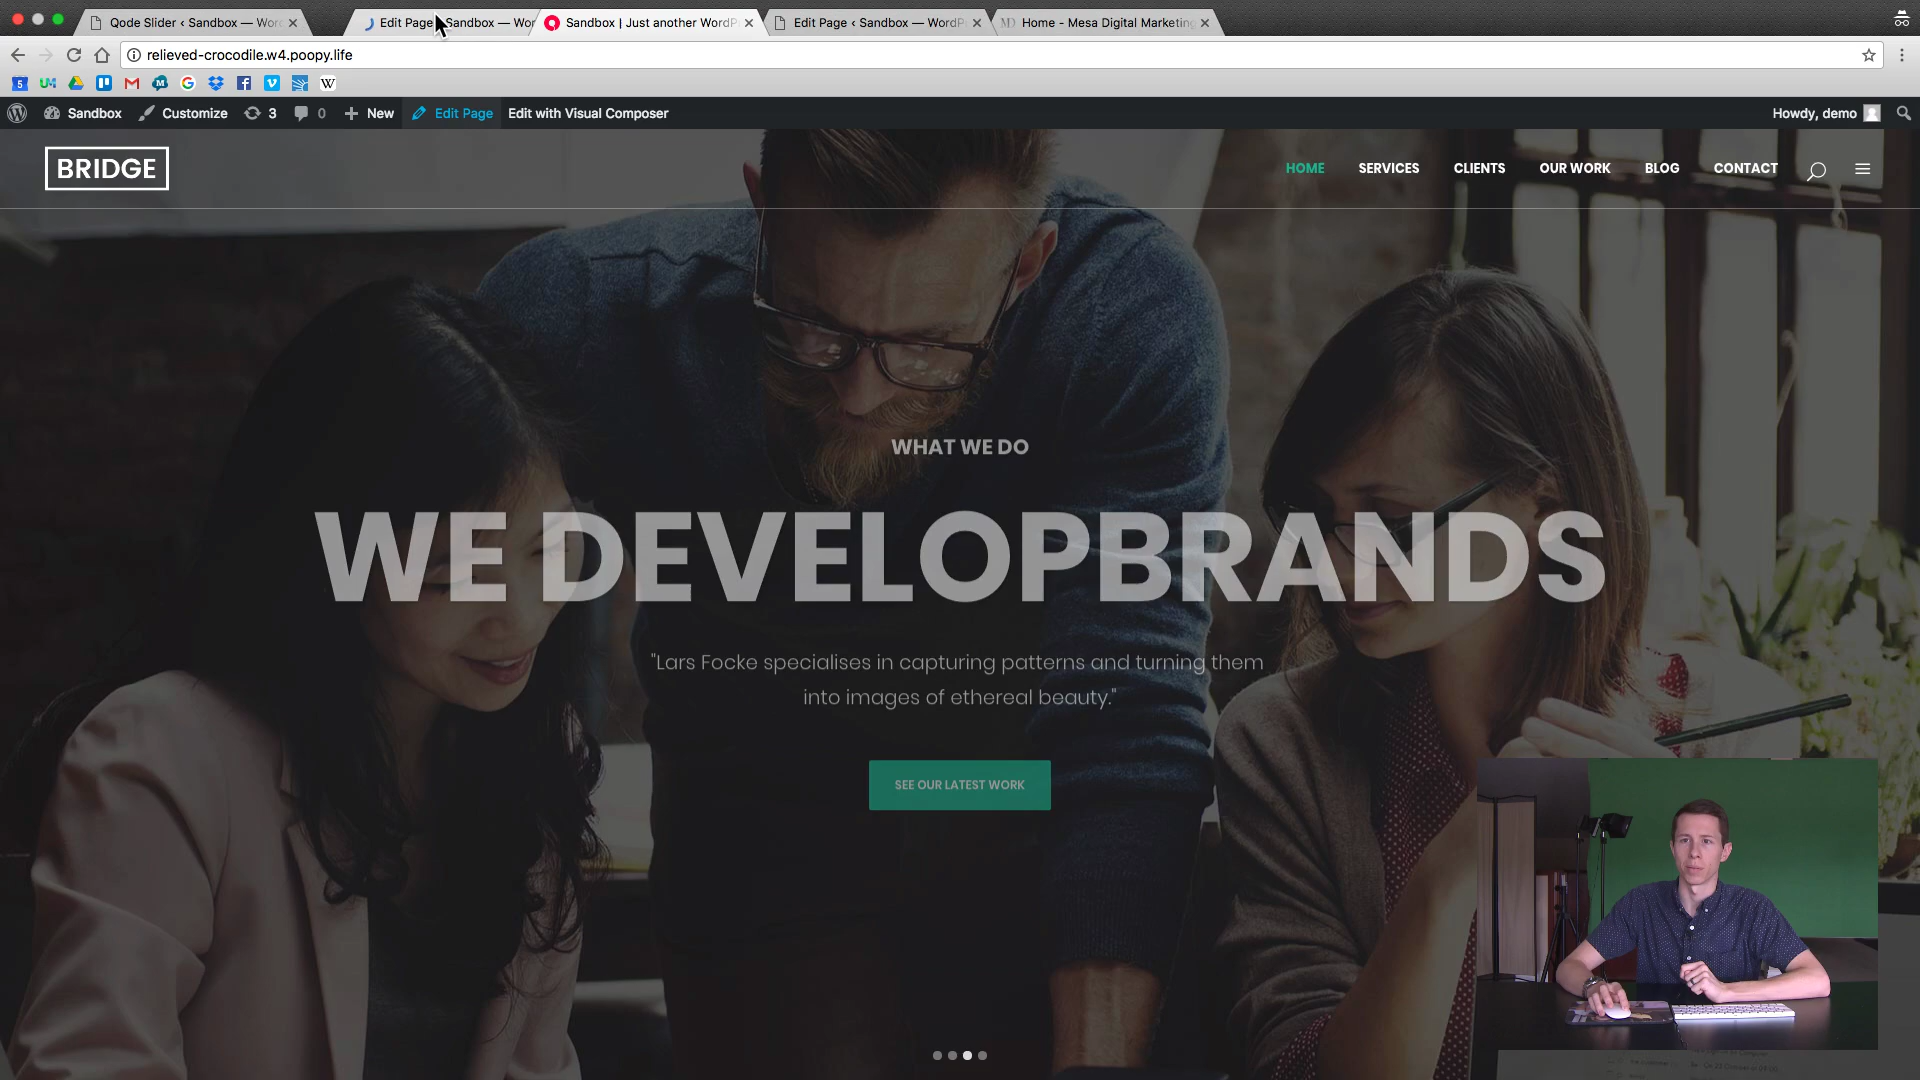 Qode Slider ‹ Sandbox — Wor
Edit Page ‹ Sandbox — Wor
Sandbox | Just another WordP
Edit Page ‹ Sandbox — WordP
Home - Mesa Digital Marketing
relieved-crocodile.w4.poopy.life
Sandbox
Customize
3
0
New
Edit Page
Edit with Visual Composer
Howdy, demo
BRIDGE
HOME
SERVICES
CLIENTS
OUR WORK
BLOG
CONTACT
WHAT WE DO
WE DEVELOPBRANDS
"Lars Focke specialises in capturing patterns and turning them
into images of ethereal beauty."
SEE OUR LATEST WORK